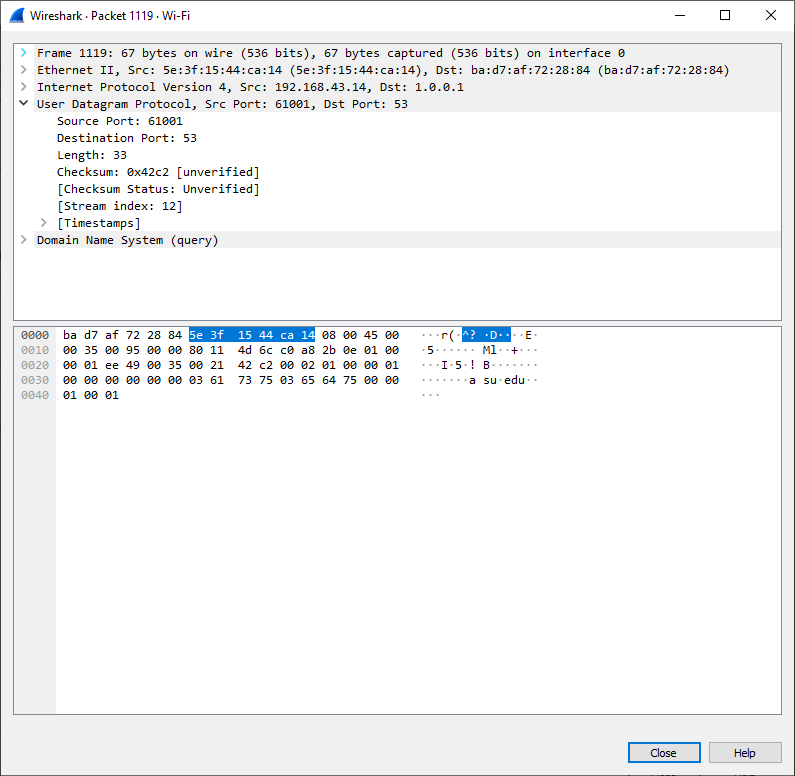 Wireshark · Packet 1119 · Wi-Fi
Frame 1119: 67 bytes on wire (536 bits), 67 bytes captured (536 bits) on interface 0
Ethernet II, Src: 5e:3f:15:44:ca:14 (5e:3f:15:44:ca:14), Dst: ba:d7:af:72:28:84 (ba:d7:af:72:28:84)
Internet Protocol Version 4, Src: 192.168.43.14, Dst: 1.0.0.1
User Datagram Protocol, Src Port: 61001, Dst Port: 53
Source Port: 61001
Destination Port: 53
Length: 33
Checksum: 0x42c2 [unverified]
[Checksum Status: Unverified]
[Stream index: 12]
[Timestamps]
Domain Name System (query)
0000 ba d7 af 72 28 84 5e 3f 15 44 ca 14 08 00 45 00 ···r(·^? ·D····E·
0010 00 35 00 95 00 00 80 11 4d 6c c0 a8 2b 0e 01 00 ·5······ Ml··+···
0020 00 01 ee 49 00 35 00 21 42 c2 00 02 01 00 00 01 ···I·5·! B·······
0030 00 00 00 00 00 00 03 61 73 75 03 65 64 75 00 00 ·······a su·edu··
0040 01 00 01 ···
Close Help